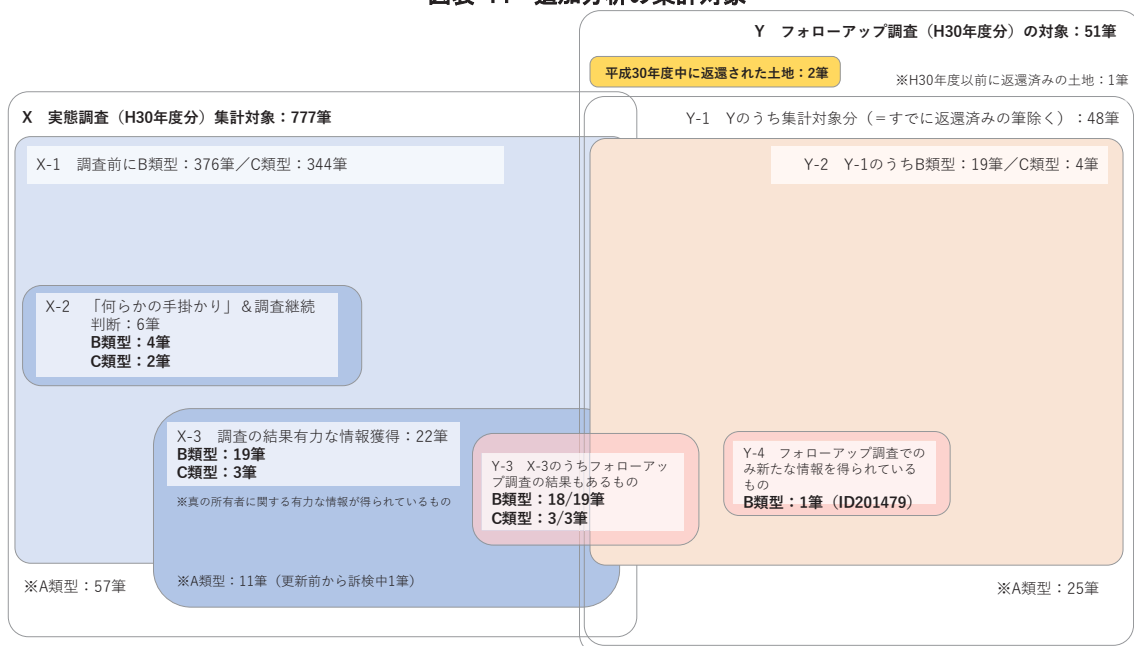 Y フォローアップ調査（H30年度分）の対象：51筆
平成30年度中に返還された土地：2筆
※H30年度以前に返還済みの土地：1筆
X 実態調査（H30年度分）集計対象：777筆
Y-1 Yのうち集計対象分（＝すでに返還済みの筆除く）：48筆
X-1 調査前にB類型：376筆／C類型：344筆
Y-2 Y-1のうちB類型：19筆／C類型：4筆
X-2 「何らかの手掛かり」＆調査継続
判断：6筆
B類型：4筆
C類型：2筆
X-3 調査の結果有力な情報獲得：22筆
B類型：19筆
C類型：3筆
※真の所有者に関する有力な情報が得られているもの
※A類型：11筆（更新前から訴検中1筆）
Y-3 X-3のうちフォローアッ
プ調査の結果もあるもの
B類型：18/19筆
C類型：3/3筆
Y-4 フォローアップ調査での
み新たな情報を得られている
もの
B類型：1筆（ID201479）
※A類型：57筆
※A類型：25筆